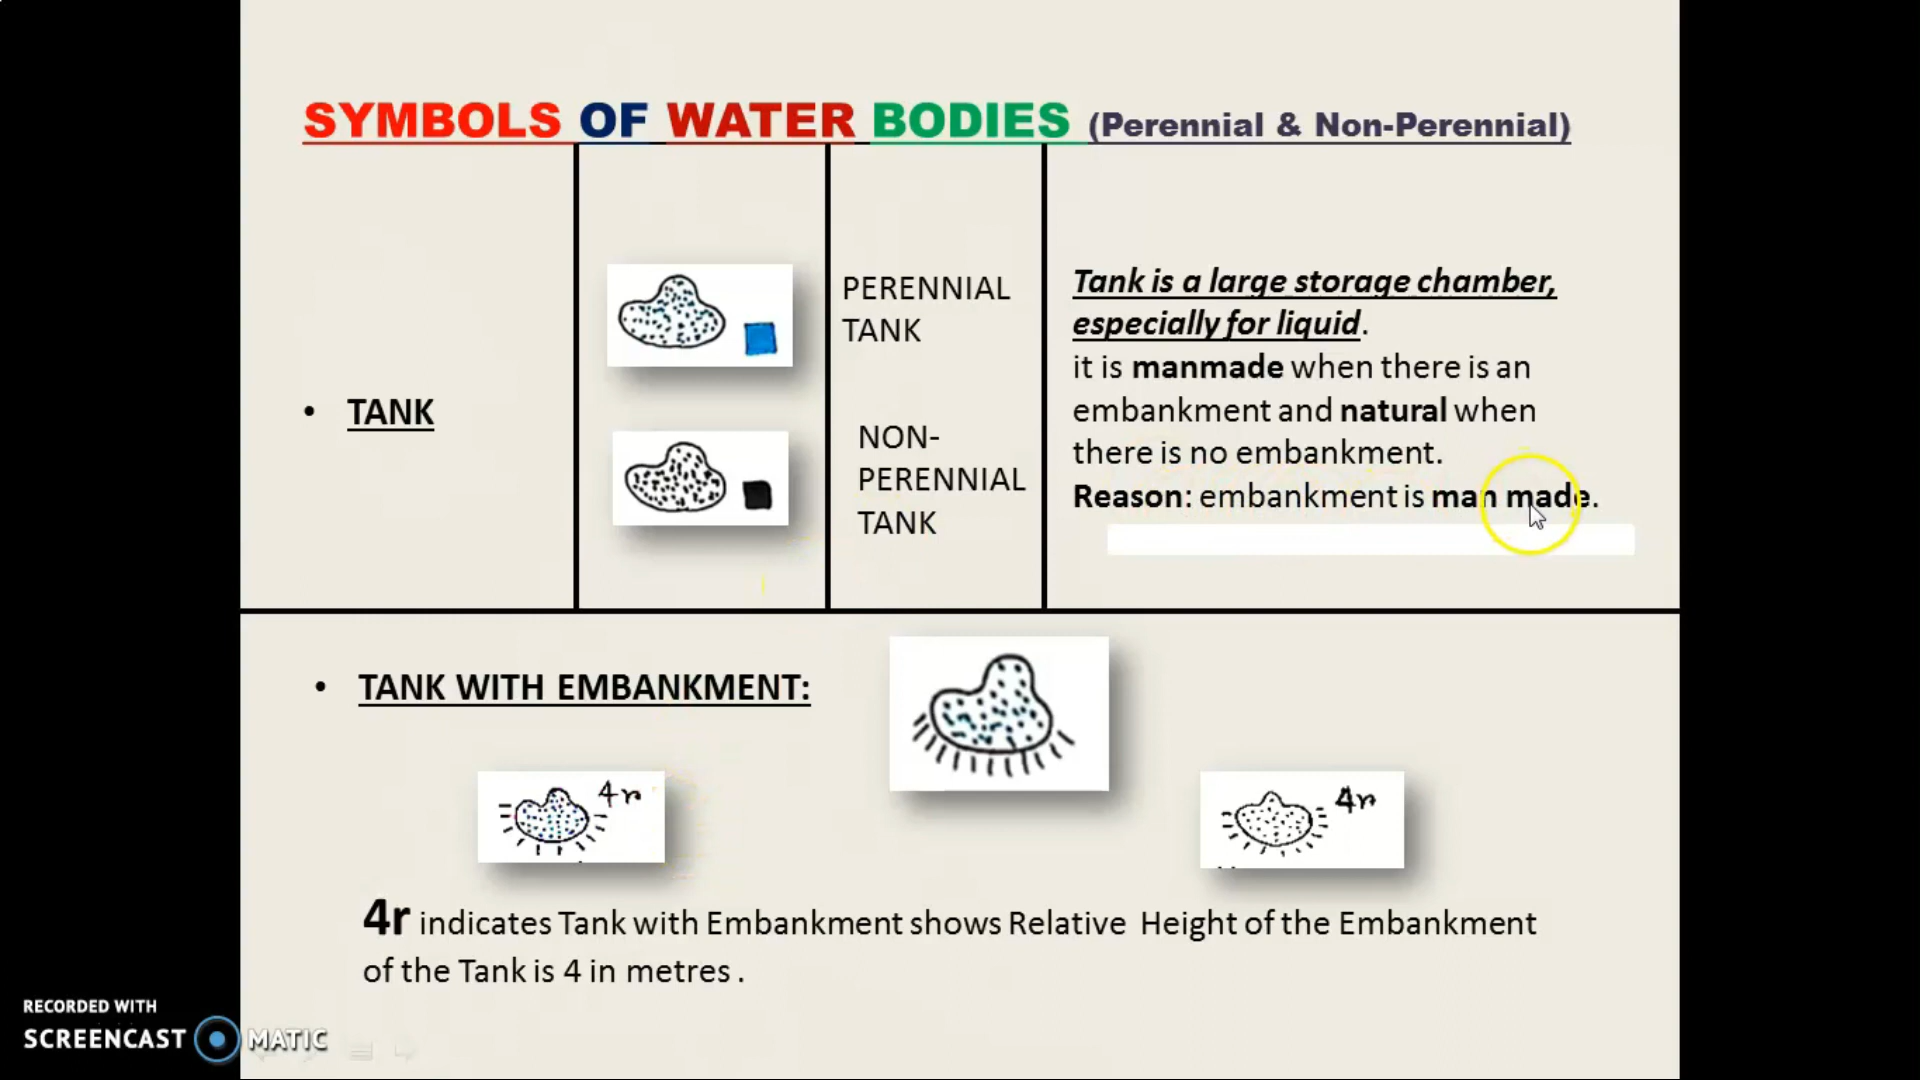 SYMBOLS OF WATER BODIES (Perennial & Non-Perennial)
• TANK
PERENNIAL
TANK
NON-
PERENNIAL
TANK
Tank is a large storage chamber,
especially for liquid.
it is manmade when there is an
embankment and natural when
there is no embankment.
Reason: embankment is man made.
• TANK WITH EMBANKMENT:
4r
4r
4r indicates Tank with Embankment shows Relative Height of the Embankment
of the Tank is 4 in metres .
RECORDED WITH
SCREENCAST MATIC